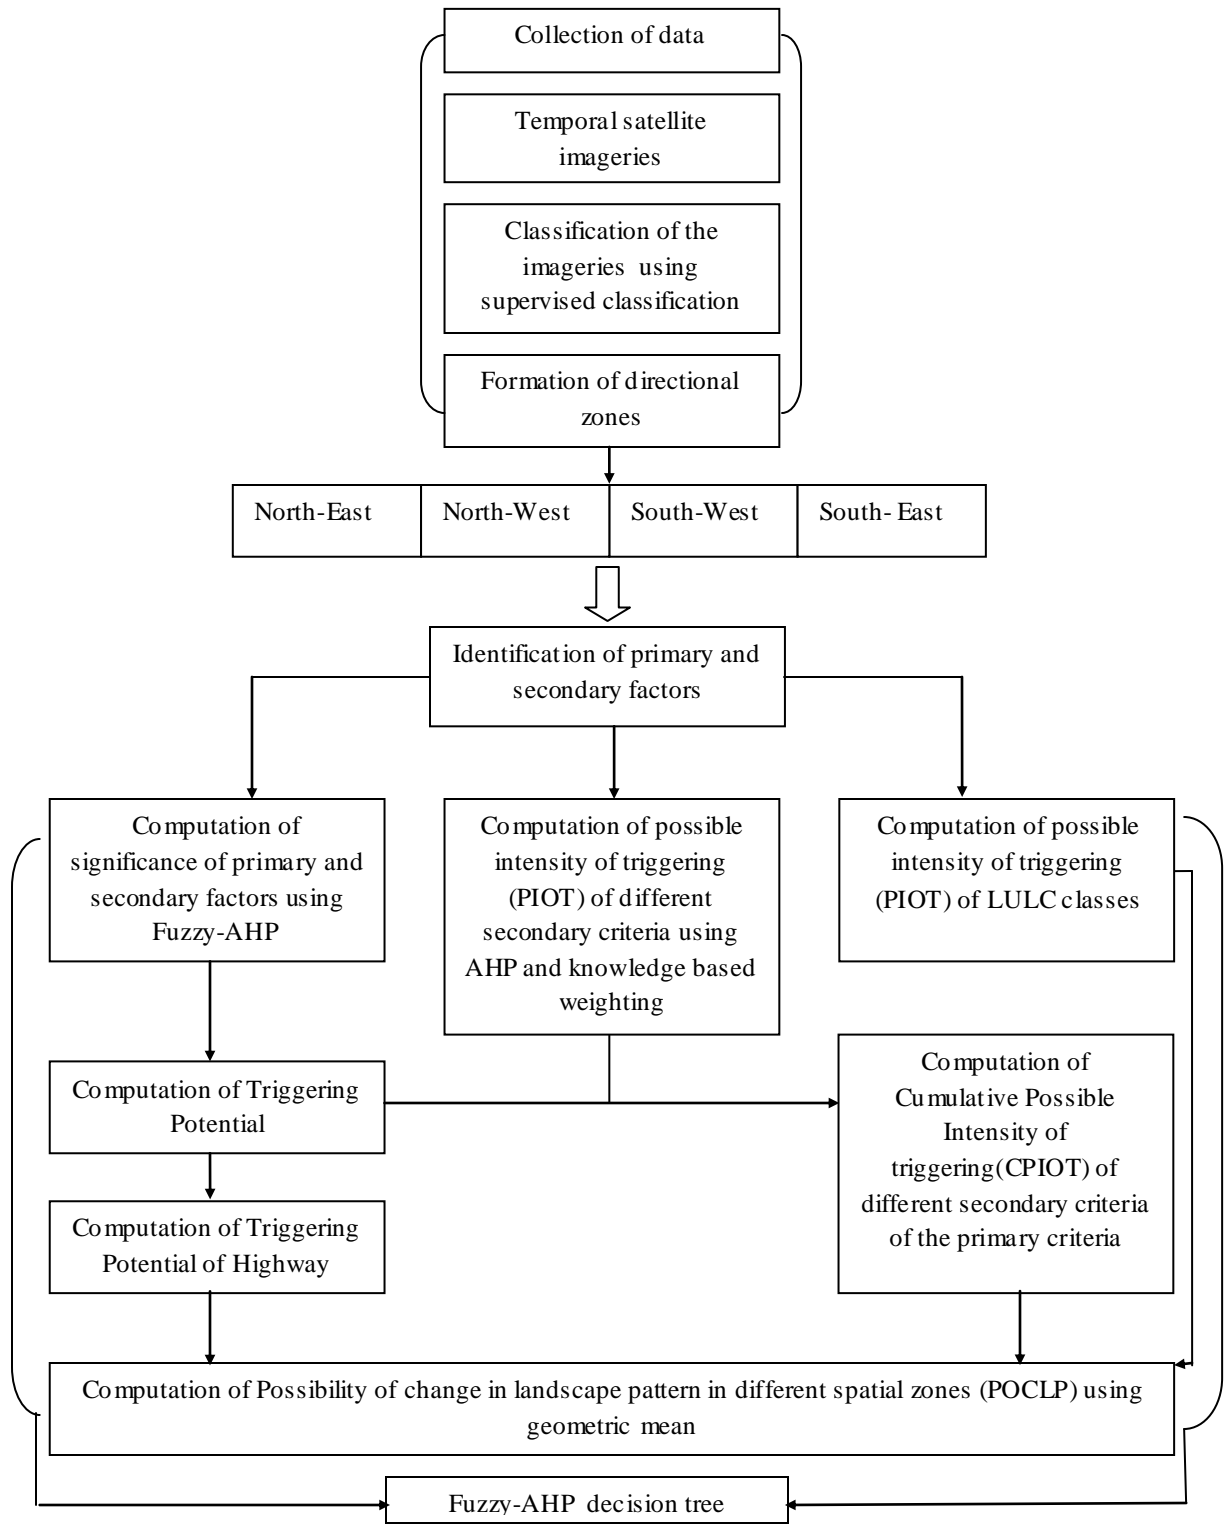 Collection of data
Temporal satellite
imageries
Classification of the
imageries using
supervised classification
Formation of directional
zones
North-East
North-West
South-West
South- East
Identification of primary and
secondary factors
Computation of
significance of primary and
secondary factors using
Fuzzy-AHP
Computation of possible
intensity of triggering
(PIOT) of different
secondary criteria using
AHP and knowledge based
weighting
Computation of possible
intensity of triggering
(PIOT) of LULC classes
Computation of Triggering
Potential
Computation of
Cumulative Possible
Intensity of
triggering(CPIOT) of
different secondary criteria
of the primary criteria
Computation of Triggering
Potential of Highway
Computation of Possibility of change in landscape pattern in different spatial zones (POCLP) using
geometric mean
Fuzzy-AHP decision tree